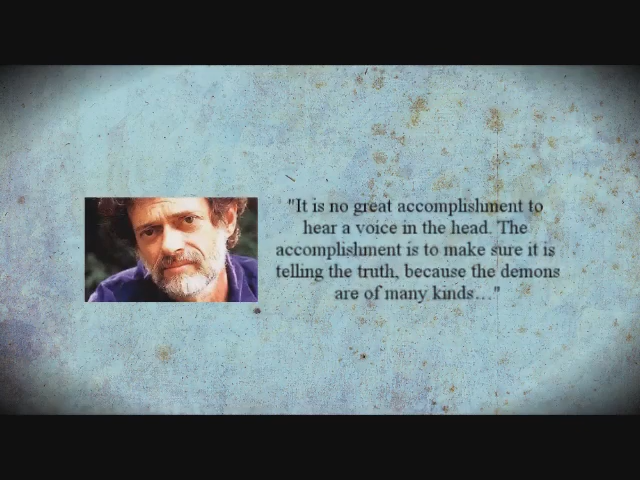 "It is no great accomplishment to
hear a voice in the head. The
accomplishment is to make sure it is
telling the truth, because the demons
are of many kinds…"